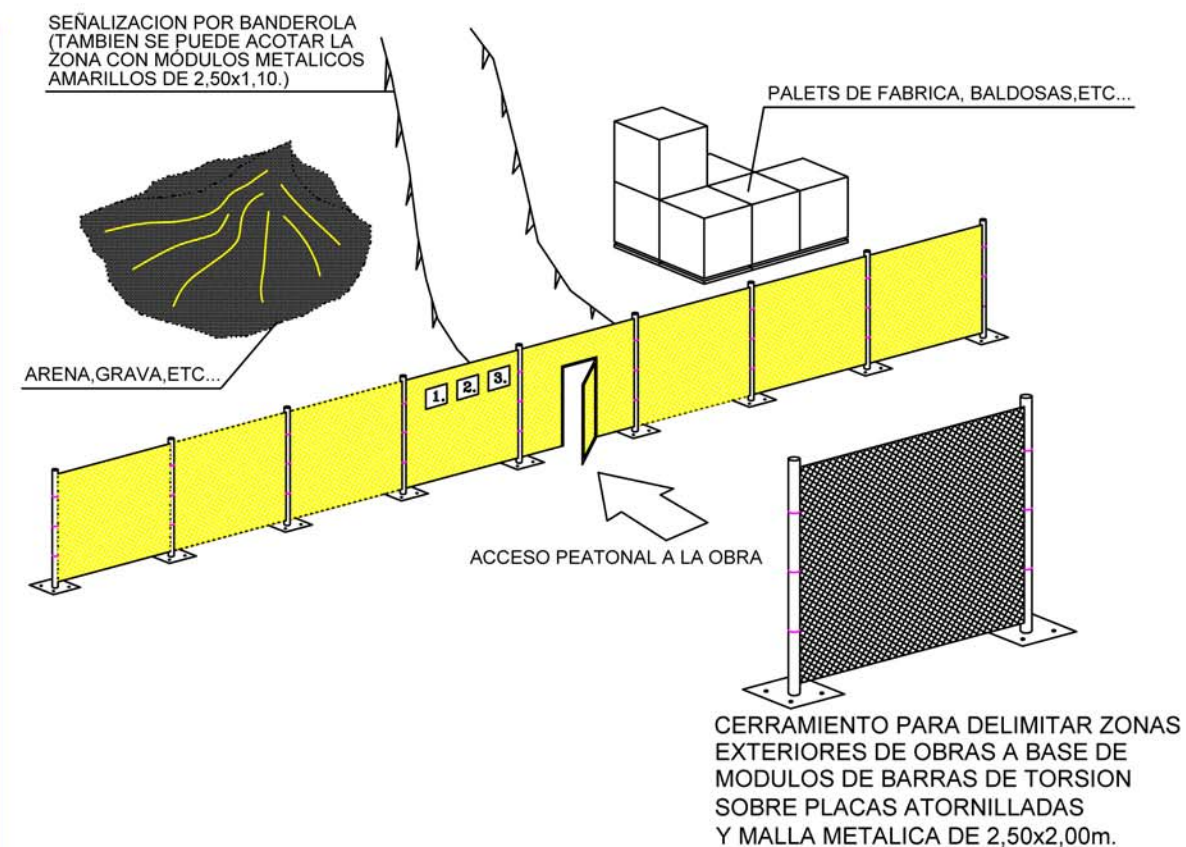 SEÑALIZACION POR BANDEROLA
(TAMBIEN SE PUEDE ACOTAR LA
ZONA CON MÓDULOS METALICOS
AMARILLOS DE 2,50x1,10.)
PALETS DE FABRICA, BALDOSAS,ETC...
ARENA,GRAVA,ETC...
1. 2. 3.
ACCESO PEATONAL A LA OBRA
CERRAMIENTO PARA DELIMITAR ZONAS
EXTERIORES DE OBRAS A BASE DE
MODULOS DE BARRAS DE TORSION
SOBRE PLACAS ATORNILLADAS
Y MALLA METALICA DE 2,50x2,00m.